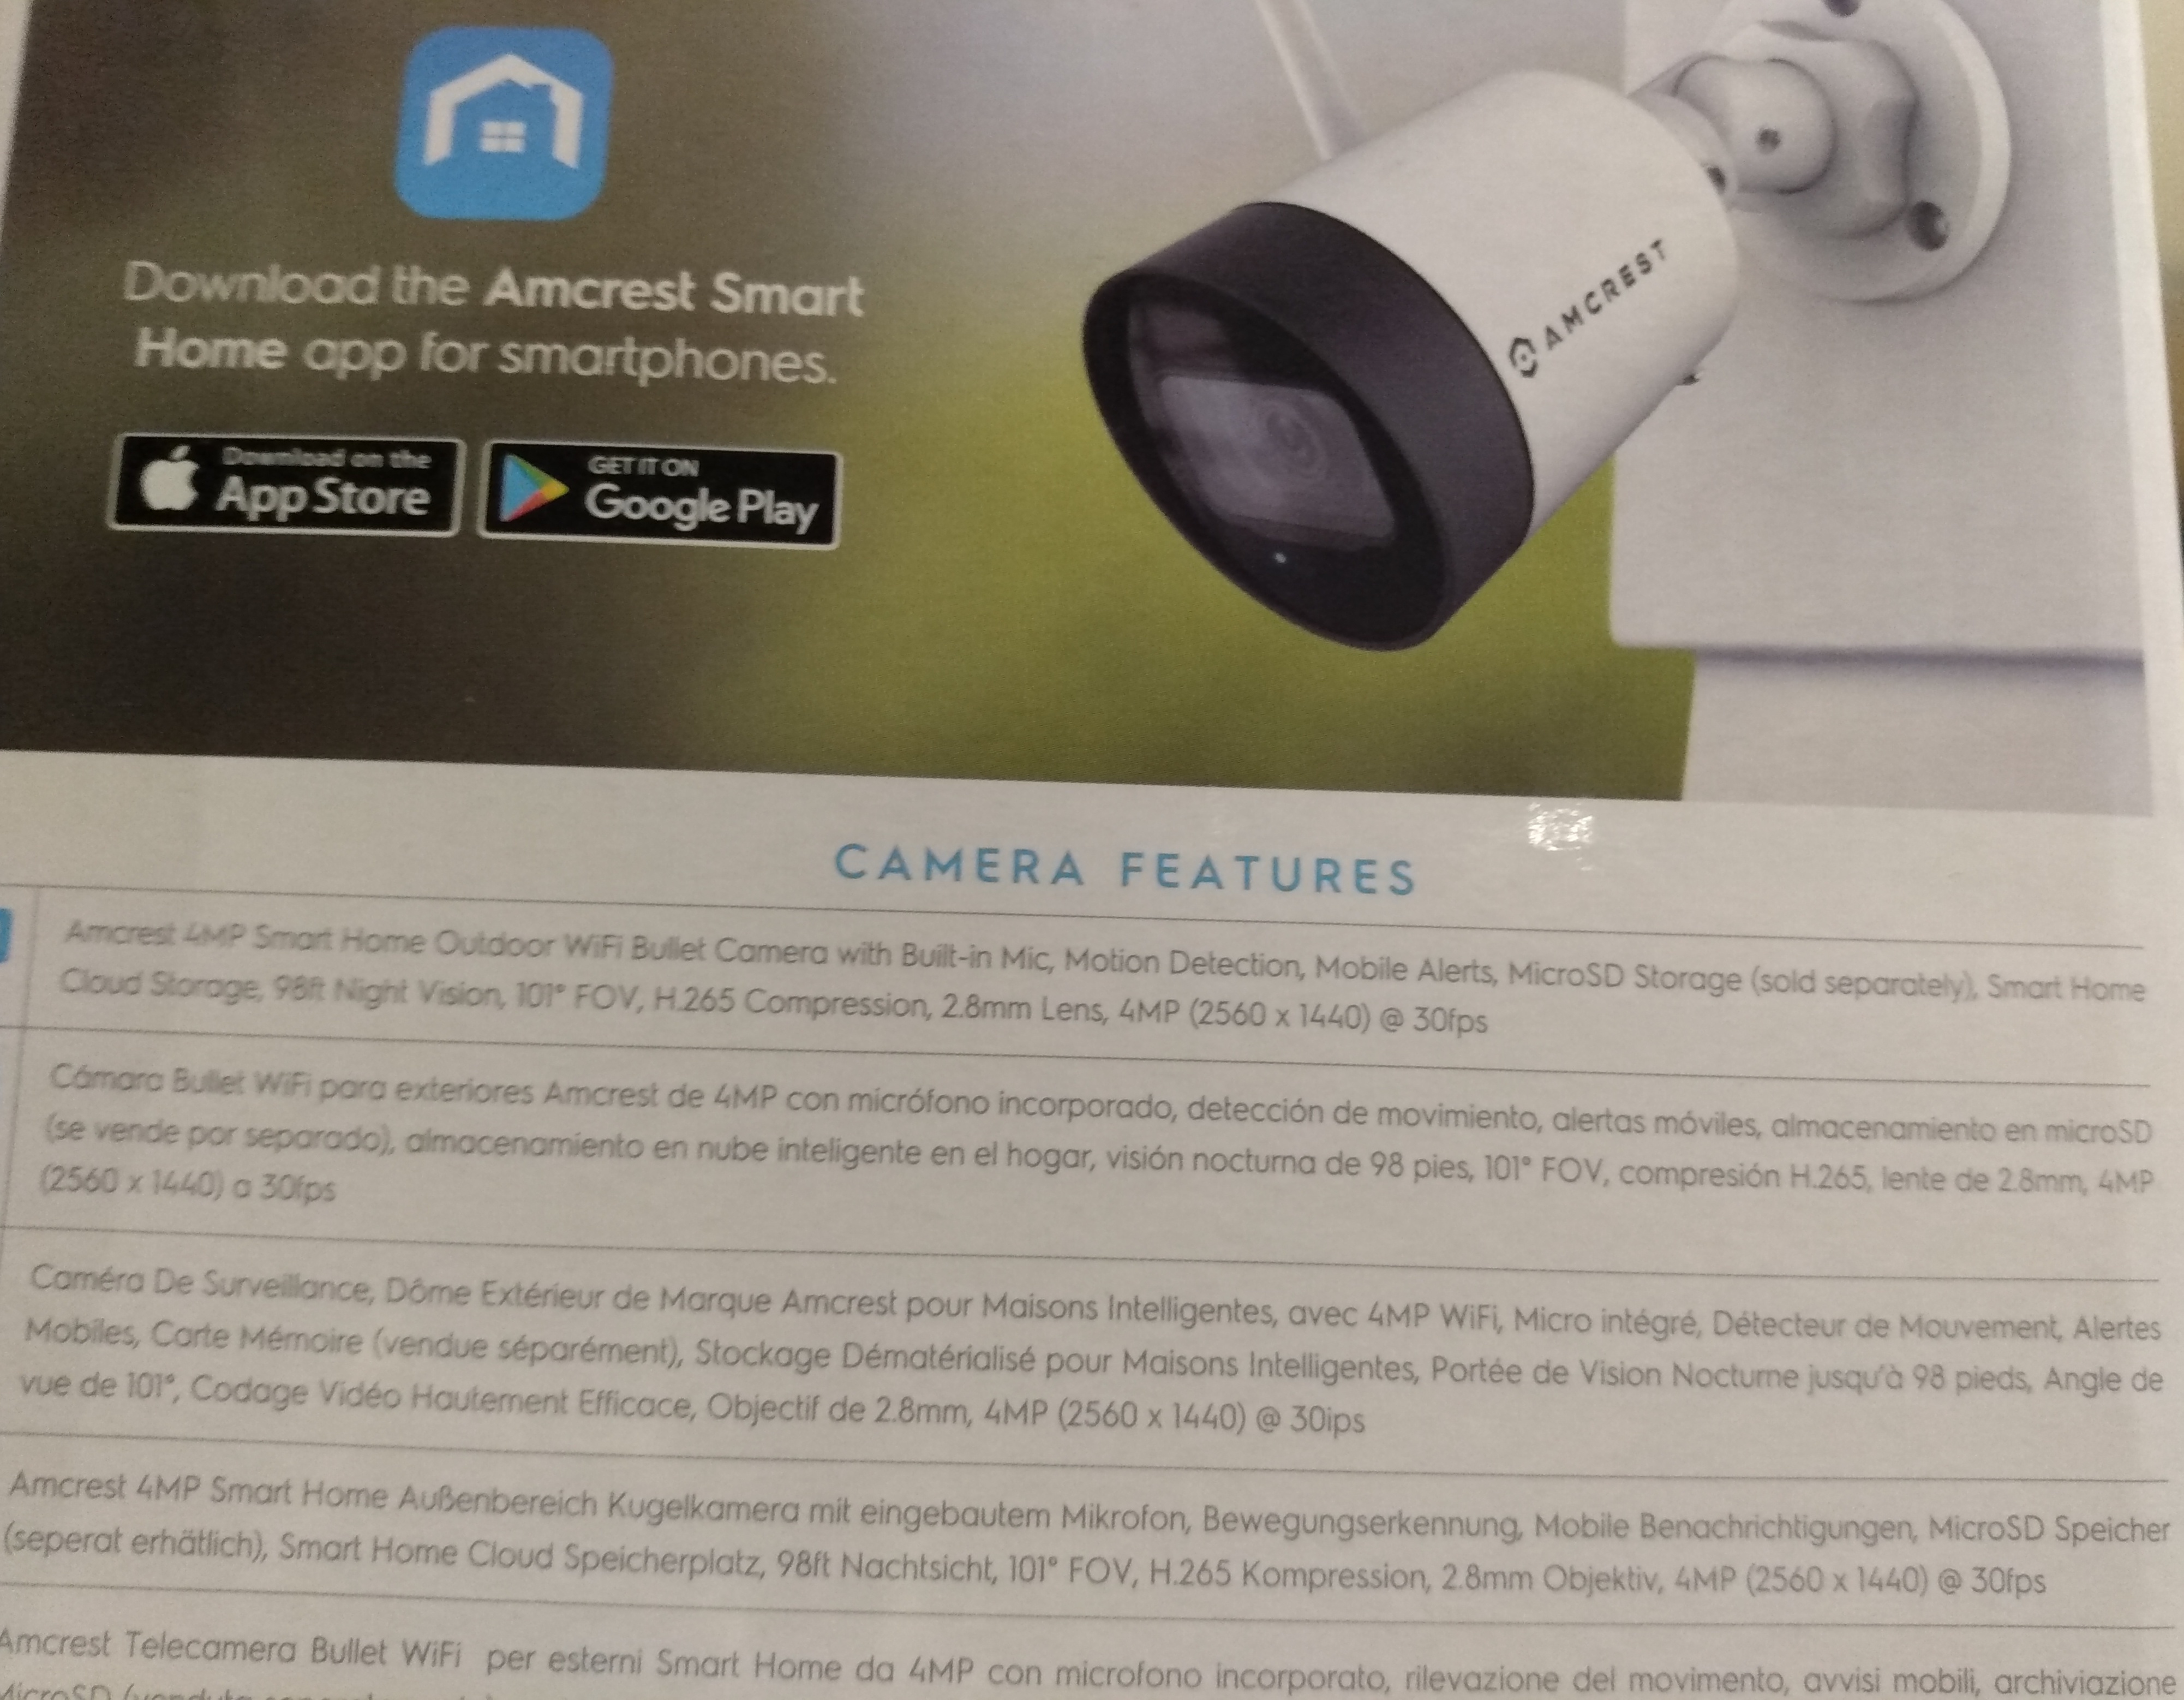 Download the Amcrest Smart
Home app for smartphones.
Download on the
App Store
GET IT ON
Google Play
AMCREST
CAMERA FEATURES
Amcrest 4MP Smart Home Outdoor WiFi Bullet Camera with Built-in Mic, Motion Detection, Mobile Alerts, MicroSD Storage (sold separately), Smart Home
Cloud Storage, 98ft Night Vision, 101° FOV, H.265 Compression, 2.8mm Lens, 4MP (2560 x 1440) @ 30fps
Cámara Bullet WiFi para exteriores Amcrest de 4MP con micrófono incorporado, detección de movimiento, alertas móviles, almacenamiento en microSD
(se vende por separado), almacenamiento en nube inteligente en el hogar, visión nocturna de 98 pies, 101° FOV, compresión H.265, lente de 2.8mm, 4MP
(2560 x 1440) a 30fps
Caméra De Surveillance, Dôme Extérieur de Marque Amcrest pour Maisons Intelligentes, avec 4MP WiFi, Micro intégré, Détecteur de Mouvement, Alertes
Mobiles, Carte Mémoire (vendue séparément), Stockage Dématérialisé pour Maisons Intelligentes, Portée de Vision Nocturne jusqu'à 98 pieds, Angle de
vue de 101°, Codage Vidéo Hautement Efficace, Objectif de 2.8mm, 4MP (2560 x 1440) @ 30ips
Amcrest 4MP Smart Home Außenbereich Kugelkamera mit eingebautem Mikrofon, Bewegungserkennung, Mobile Benachrichtigungen, MicroSD Speicher
(seperat erhätlich), Smart Home Cloud Speicherplatz, 98ft Nachtsicht, 101° FOV, H.265 Kompression, 2.8mm Objektiv, 4MP (2560 x 1440) @ 30fps
Amcrest Telecamera Bullet WiFi per esterni Smart Home da 4MP con microfono incorporato, rilevazione del movimento, avvisi mobili, archiviazione
MicroSD